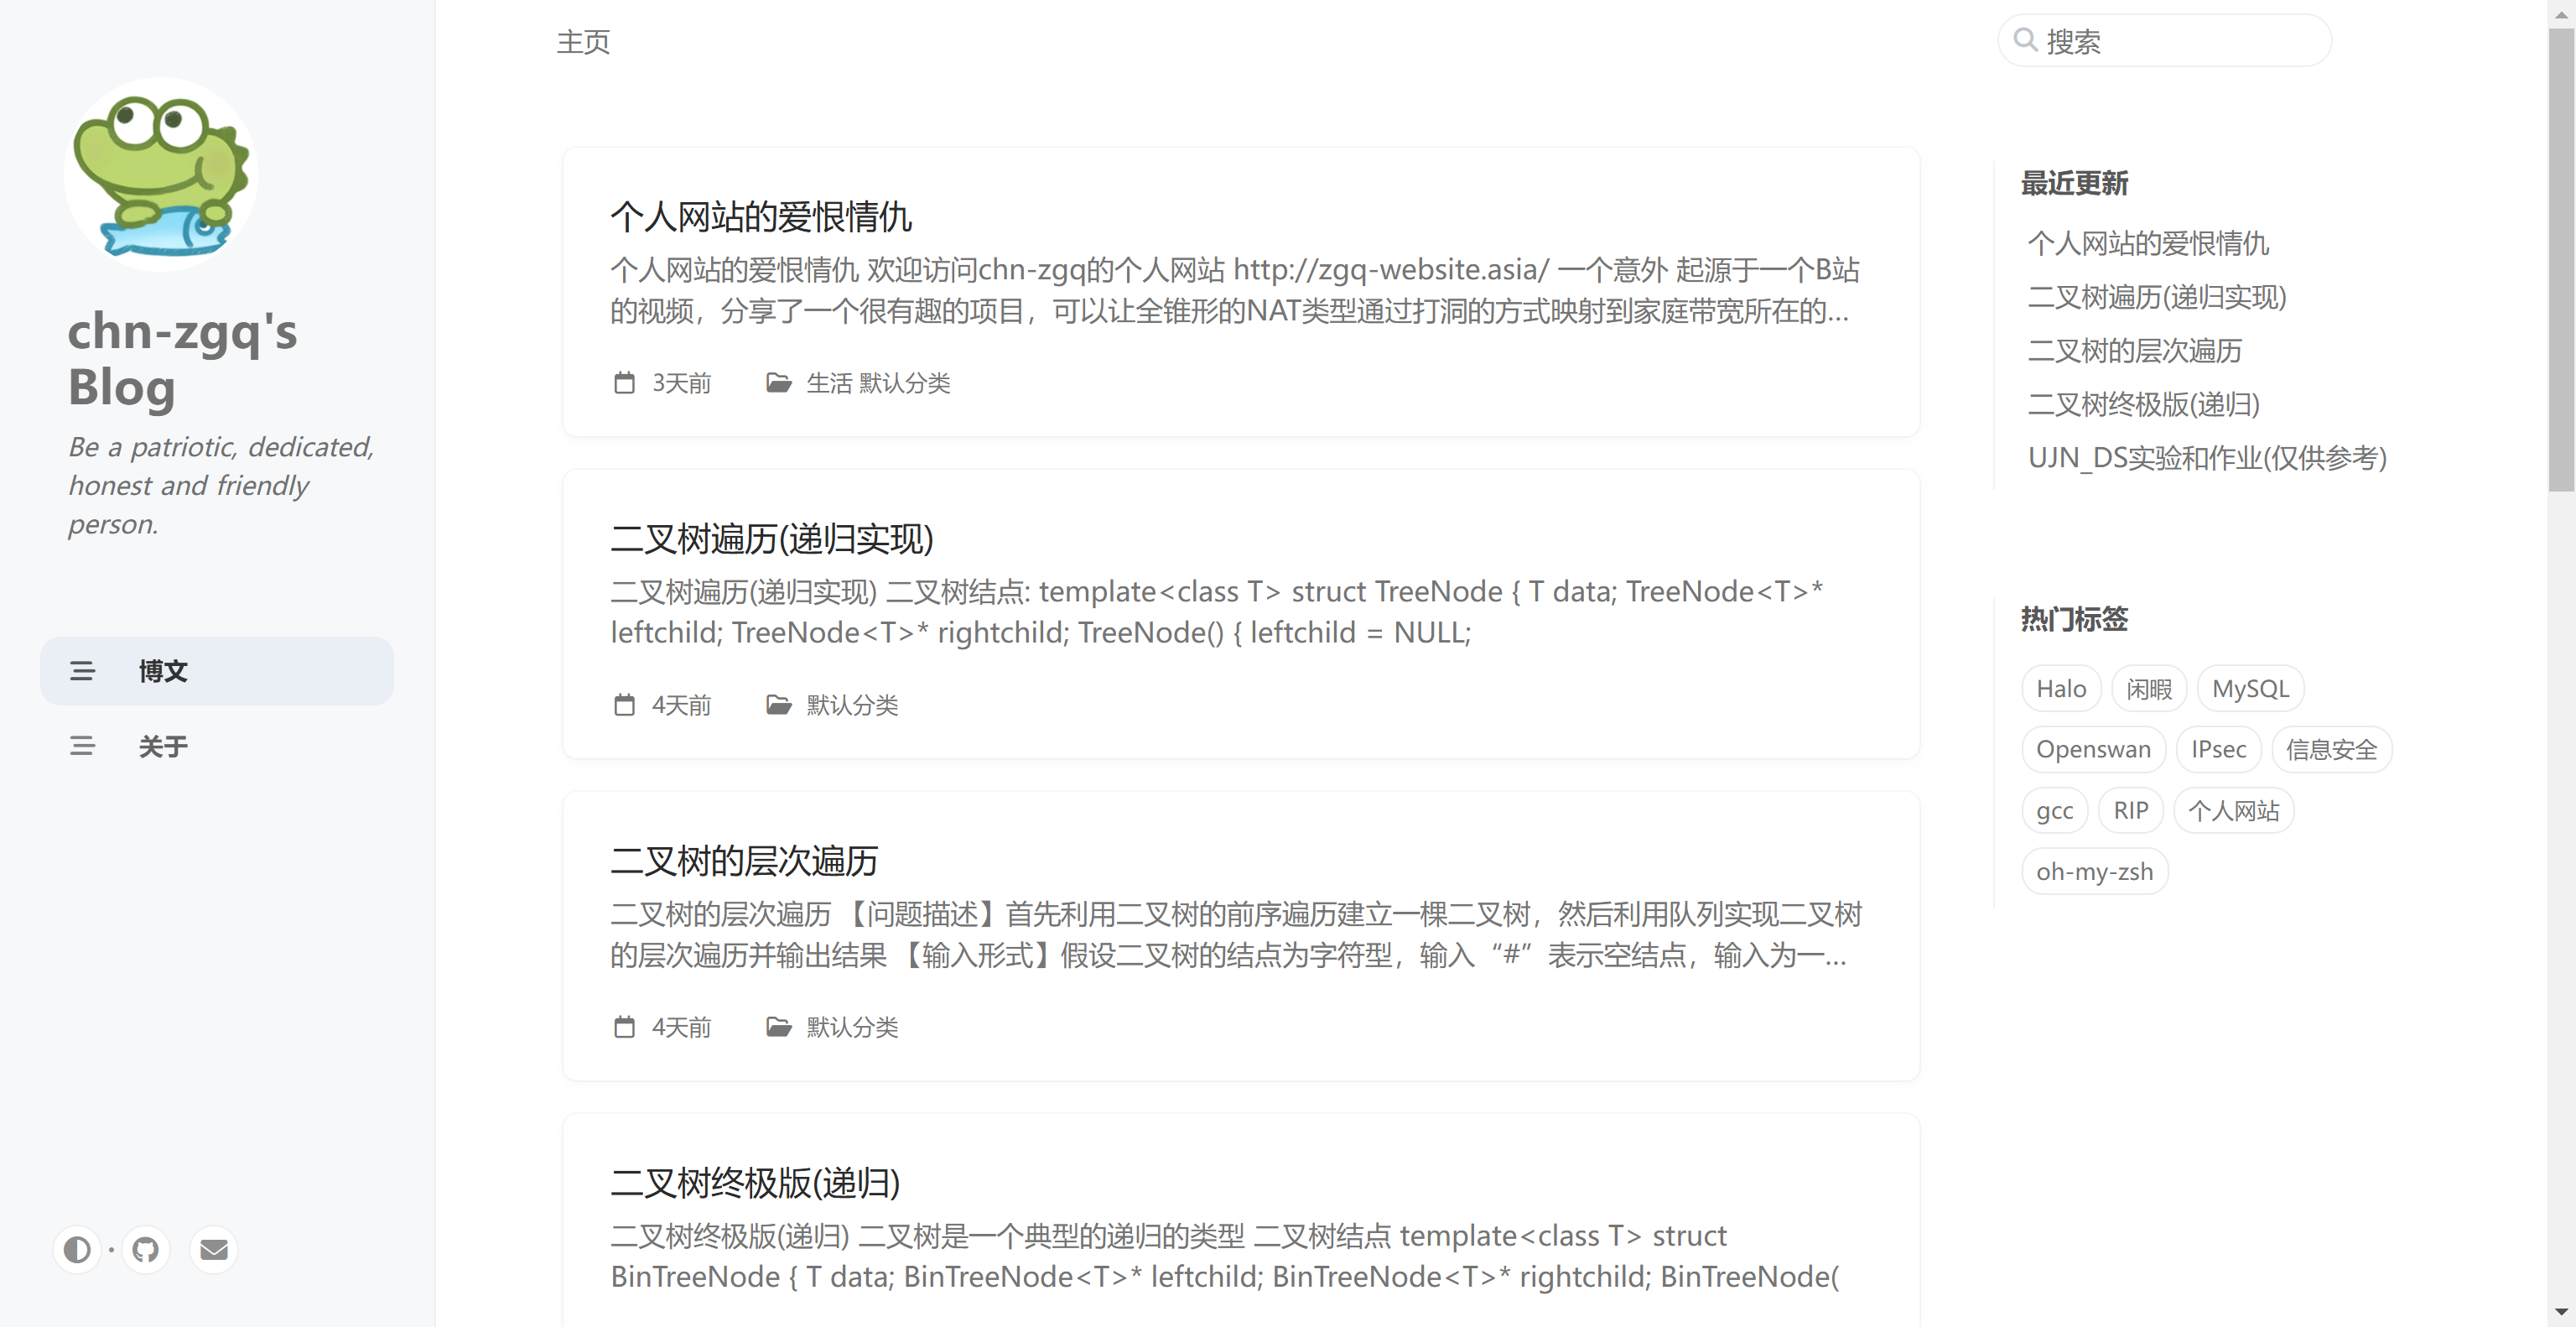 chn-zgq's
Blog
Be a patriotic, dedicated,
honest and friendly
person.
博文
关于
主页
搜索
个人网站的爱恨情仇
个人网站的爱恨情仇 欢迎访问chn-zgq的个人网站 http://zgq-website.asia/ 一个意外 起源于一个B站
的视频，分享了一个很有趣的项目，可以让全锥形的NAT类型通过打洞的方式映射到家庭带宽所在的...
3天前 生活 默认分类
二叉树遍历(递归实现)
二叉树遍历(递归实现) 二叉树结点: template<class T> struct TreeNode { T data; TreeNode<T>*
leftchild; TreeNode<T>* rightchild; TreeNode() { leftchild = NULL;
4天前 默认分类
二叉树的层次遍历
二叉树的层次遍历 【问题描述】首先利用二叉树的前序遍历建立一棵二叉树，然后利用队列实现二叉树
的层次遍历并输出结果 【输入形式】假设二叉树的结点为字符型，输入“#”表示空结点，输入为一...
4天前 默认分类
二叉树终极版(递归)
二叉树终极版(递归) 二叉树是一个典型的递归的类型 二叉树结点 template<class T> struct
BinTreeNode { T data; BinTreeNode<T>* leftchild; BinTreeNode<T>* rightchild; BinTreeNode(
最近更新
个人网站的爱恨情仇
二叉树遍历(递归实现)
二叉树的层次遍历
二叉树终极版(递归)
UJN_DS实验和作业(仅供参考)
热门标签
Halo 闲暇 MySQL
Openswan IPsec 信息安全
gcc RIP 个人网站
oh-my-zsh